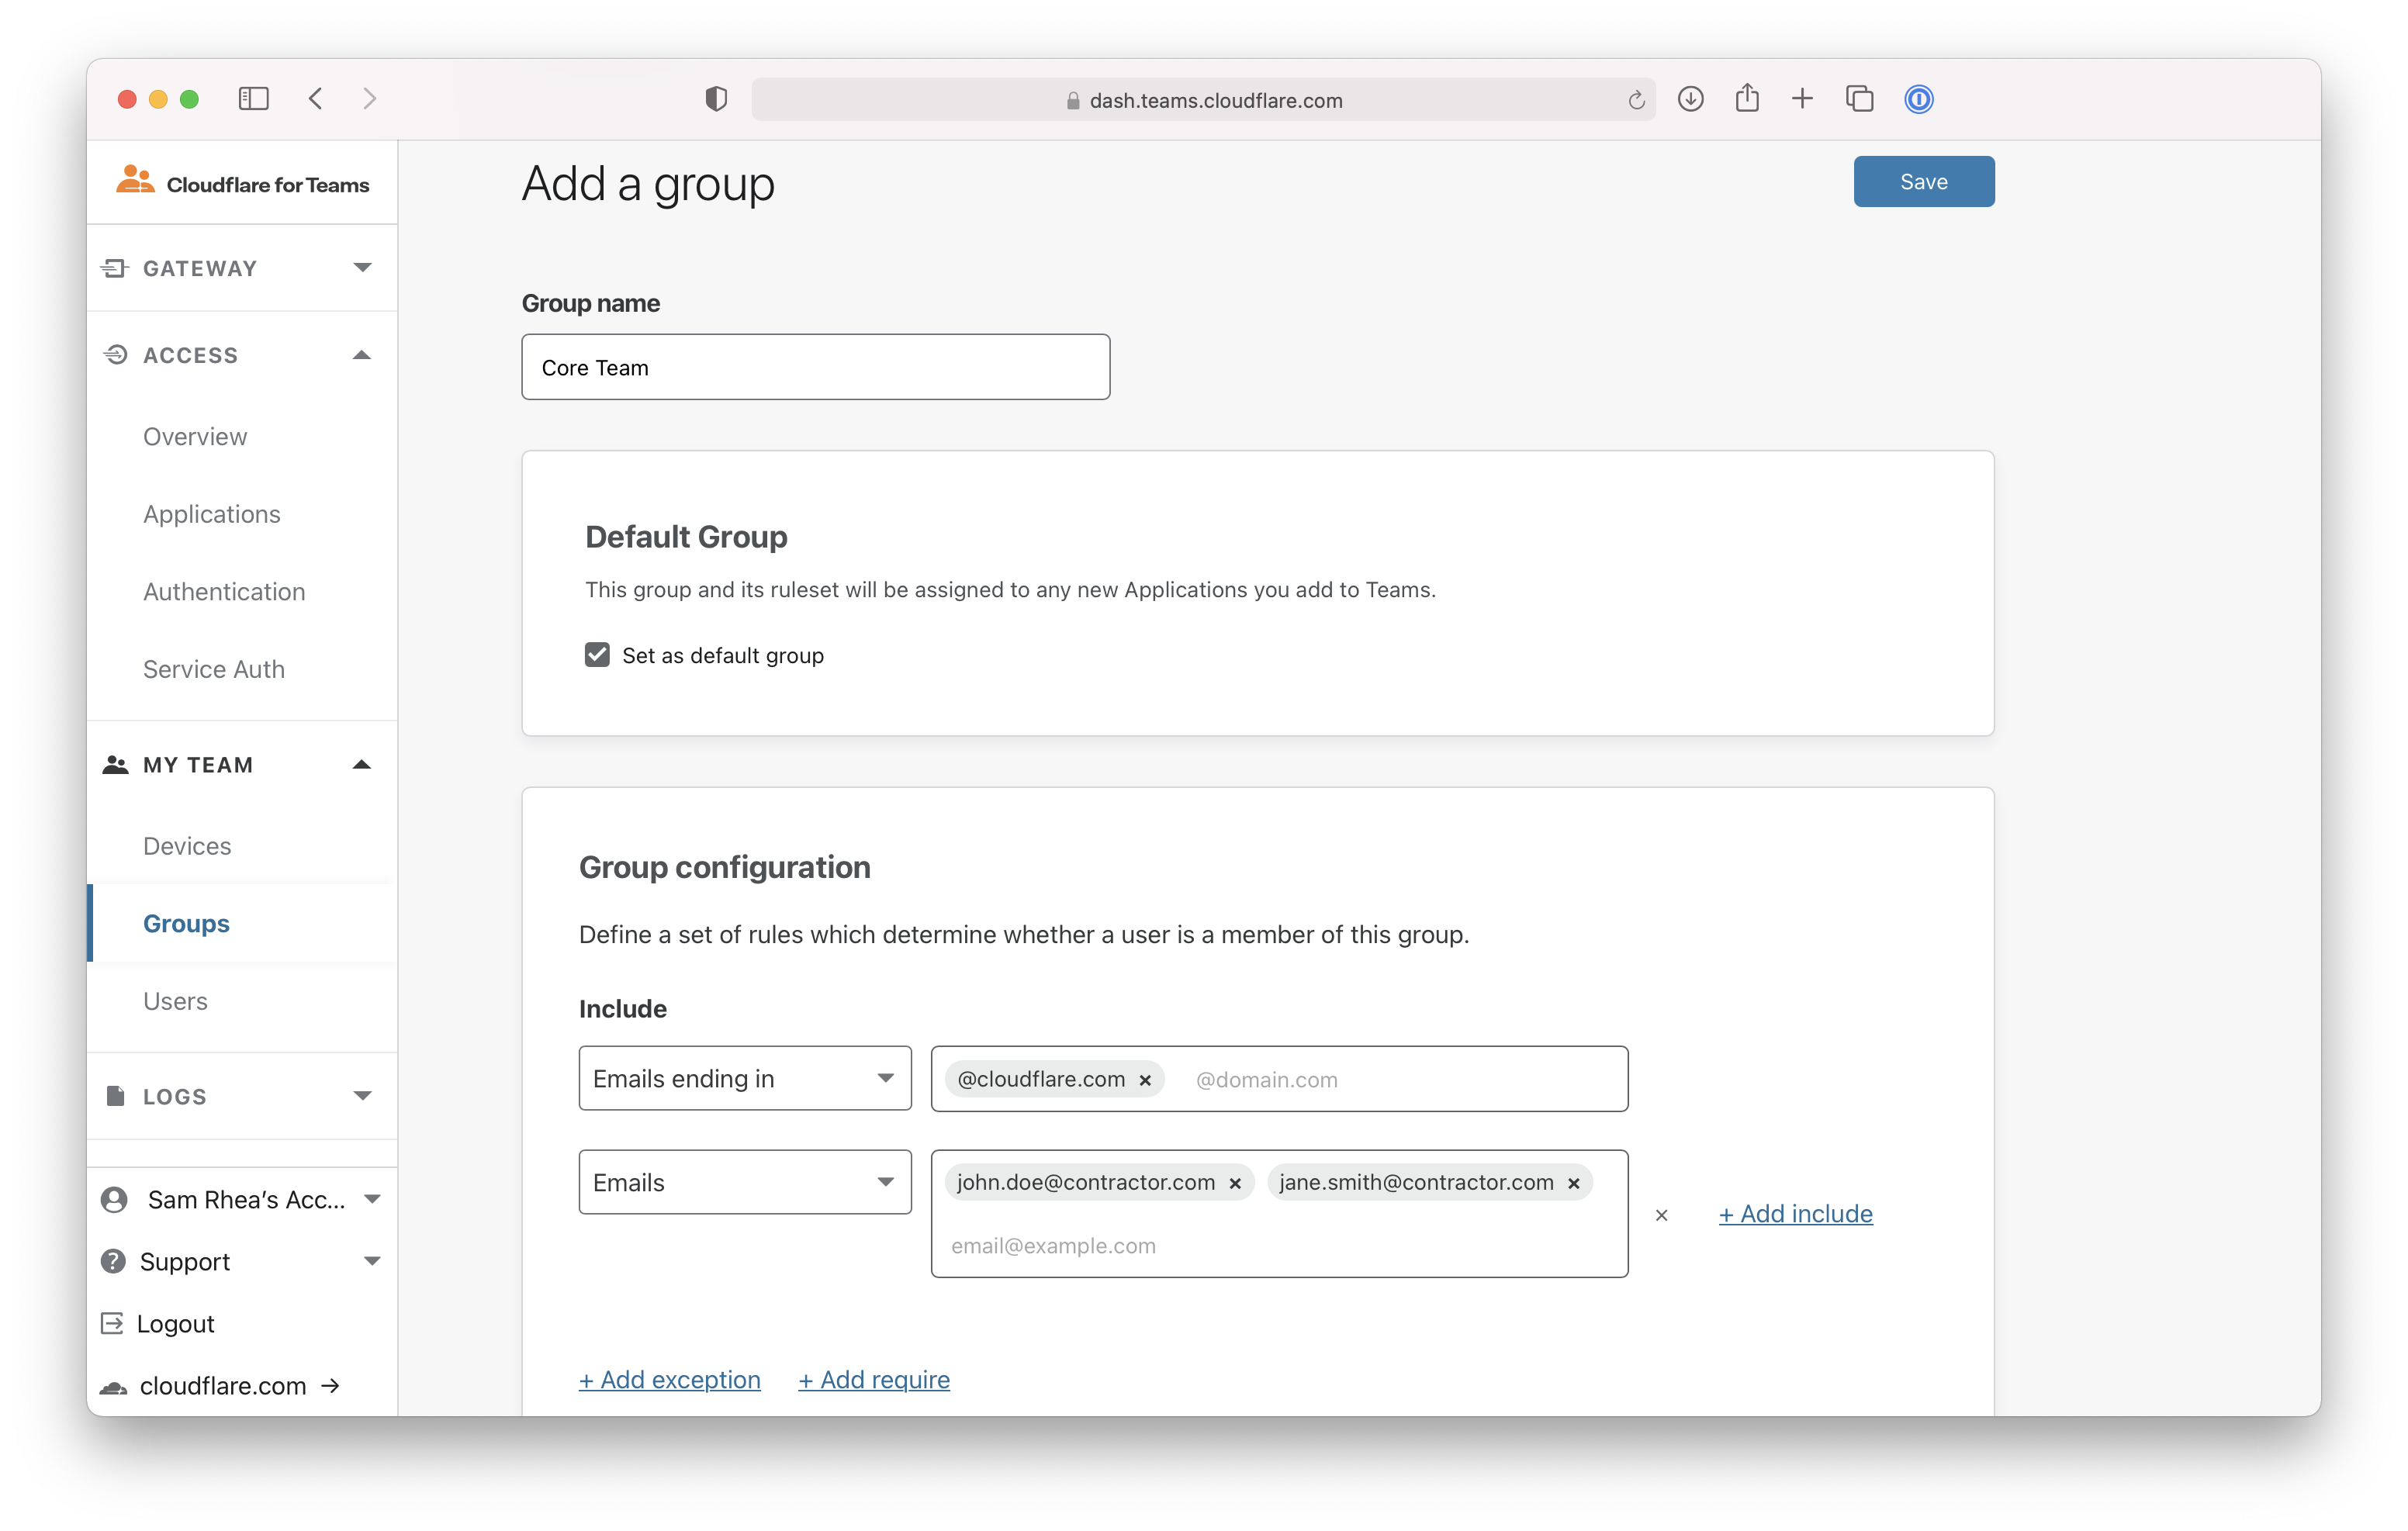 dash.teams.cloudflare.com
Cloudflare for Teams
GATEWAY
ACCESS
Overview
Applications
Authentication
Service Auth
MY TEAM
Devices
Groups
Users
LOGS
Sam Rhea's Acc...
Support
Logout
cloudflare.com →
Add a group
Save
Group name
Core Team
Default Group
This group and its ruleset will be assigned to any new Applications you add to Teams.
Set as default group
Group configuration
Define a set of rules which determine whether a user is a member of this group.
Include
Emails ending in @cloudflare.com × @domain.com
Emails john.doe@contractor.com × jane.smith@contractor.com ×
× + Add include
email@example.com
+ Add exception + Add require